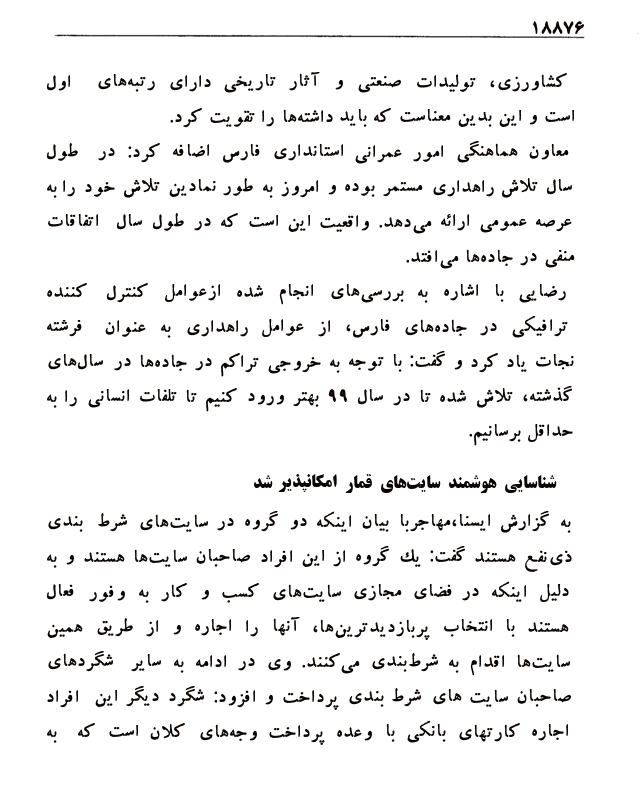 ۱۸۸۷۶
کشاورزی، تولیدات صنعتی و آثار تاریخی دارای رتبه‌های اول
است و این بدین معناست که باید داشته‌ها را تقویت کرد.
معاون هماهنگی امور عمرانی استانداری فارس اضافه کرد: در طول
سال تلاش راهداری مستمر بوده و امروز به طور نمادین تلاش خود را به
عرصه عمومی ارائه می‌دهد. واقعیت این است که در طول سال اتفاقات
منفی در جاده‌ها می‌افتد.
رضایی با اشاره به بررسی‌های انجام شده ازعوامل کنترل کننده
ترافیکی در جاده‌های فارس، از عوامل راهداری به عنوان فرشته
نجات یاد کرد و گفت: با توجه به خروجی تراکم در جاده‌ها در سال‌های
گذشته، تلاش شده تا در سال ۹۹ بهتر ورود کنیم تا تلفات انسانی را به
حداقل برسانیم.
شناسایی هوشمند سایت‌های قمار امکانپذیر شد
به گزارش ایسنا،مهاجربا بیان اینکه دو گروه در سایت‌های شرط بندی
ذی‌نفع هستند گفت: یك گروه از این افراد صاحبان سایت‌ها هستند و به
دلیل اینکه در فضای مجازی سایت‌های کسب و کار به وفور فعال
هستند با انتخاب پربازدیدترین‌ها، آنها را اجاره و از طریق همین
سایت‌ها اقدام به شرط‌بندی می‌کنند. وی در ادامه به سایر شگردهای
صاحبان سایت های شرط بندی پرداخت و افزود: شگرد دیگر این افراد
اجاره کارتهای بانکی با وعده پرداخت وجه‌های کلان است که به